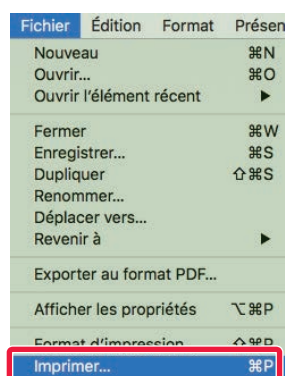 Fichier Édition Format Présen
Nouveau ⌘N
Ouvrir... ⌘O
Ouvrir l'élément récent ▶
Fermer ⌘W
Enregistrer... ⌘S
Dupliquer ⇧⌘S
Renommer...
Déplacer vers...
Revenir à ▶
Exporter au format PDF...
Afficher les propriétés ⌥⌘P
Format d'impression ⇧⌘P
Imprimer... ⌘P